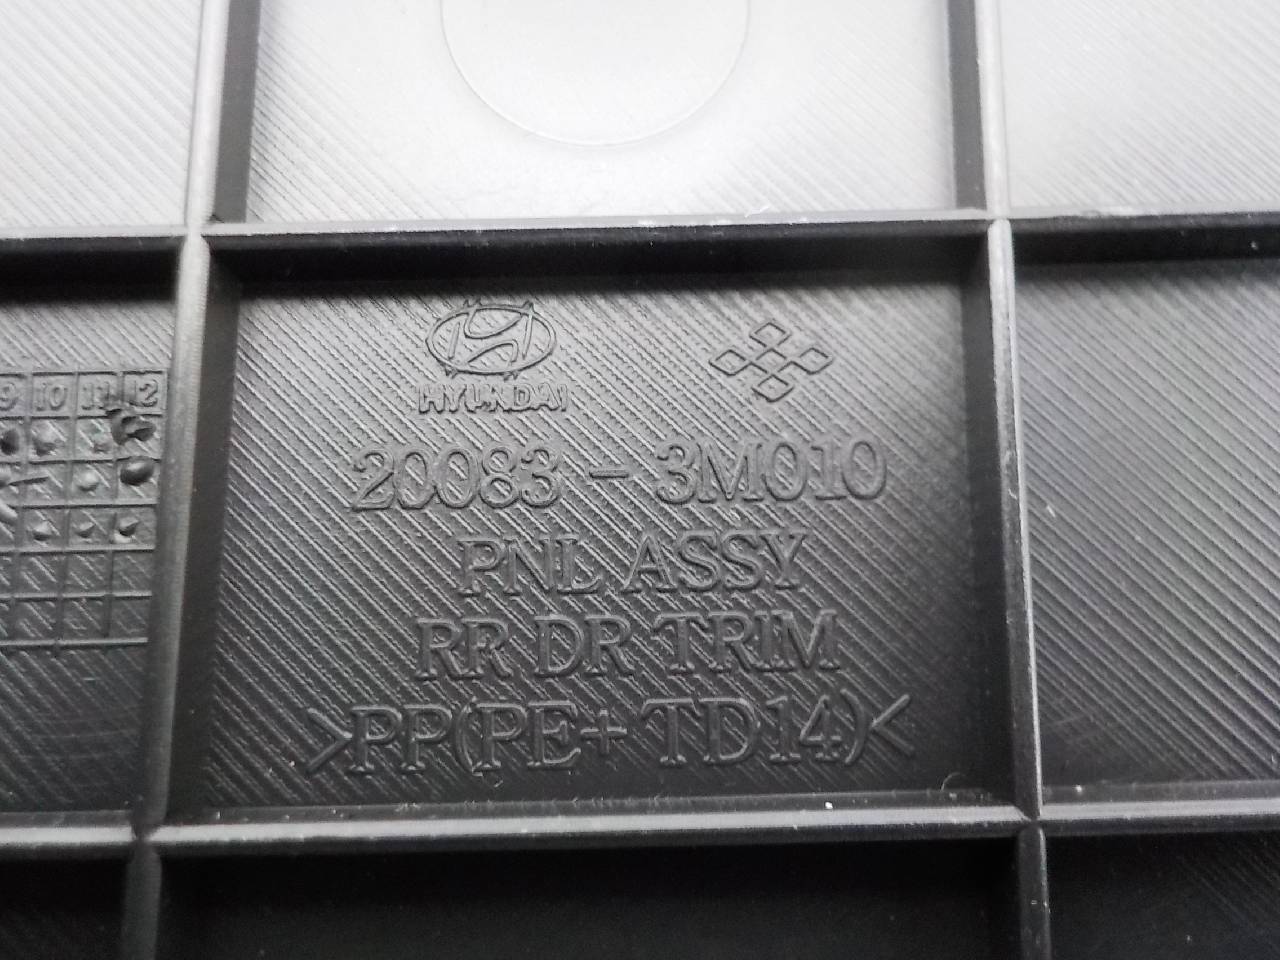 HYUNDAI
20083 - 3M010
PNL ASSY
RR DR TRIM
>PP(PE+ TD14)<
9 10 11 12